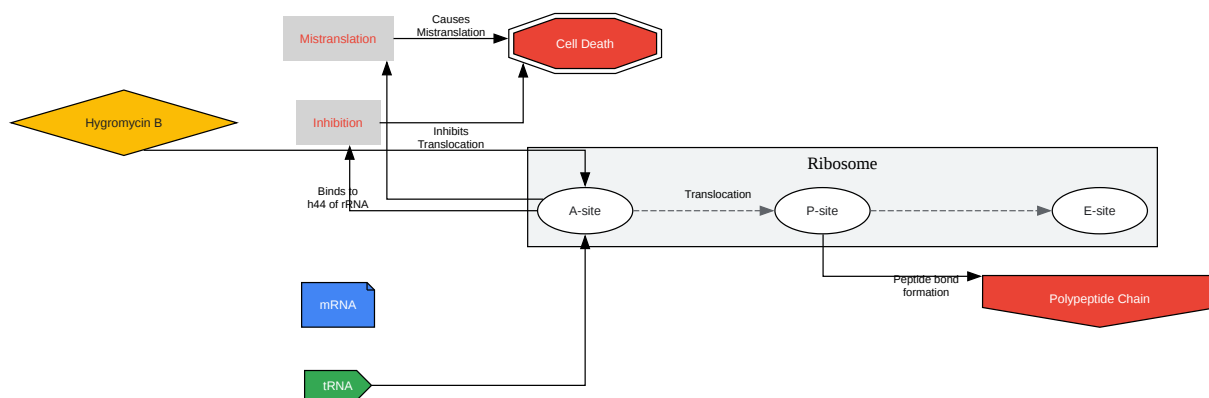 Causes
Mistranslation
Mistranslation
Cell Death
Hygromycin B
Inhibition
Inhibits
Translocation
Ribosome
Binds to
h44 of rRNA
Translocation
A-site
P-site
E-site
Peptide bond
formation
Polypeptide Chain
mRNA
tRNA